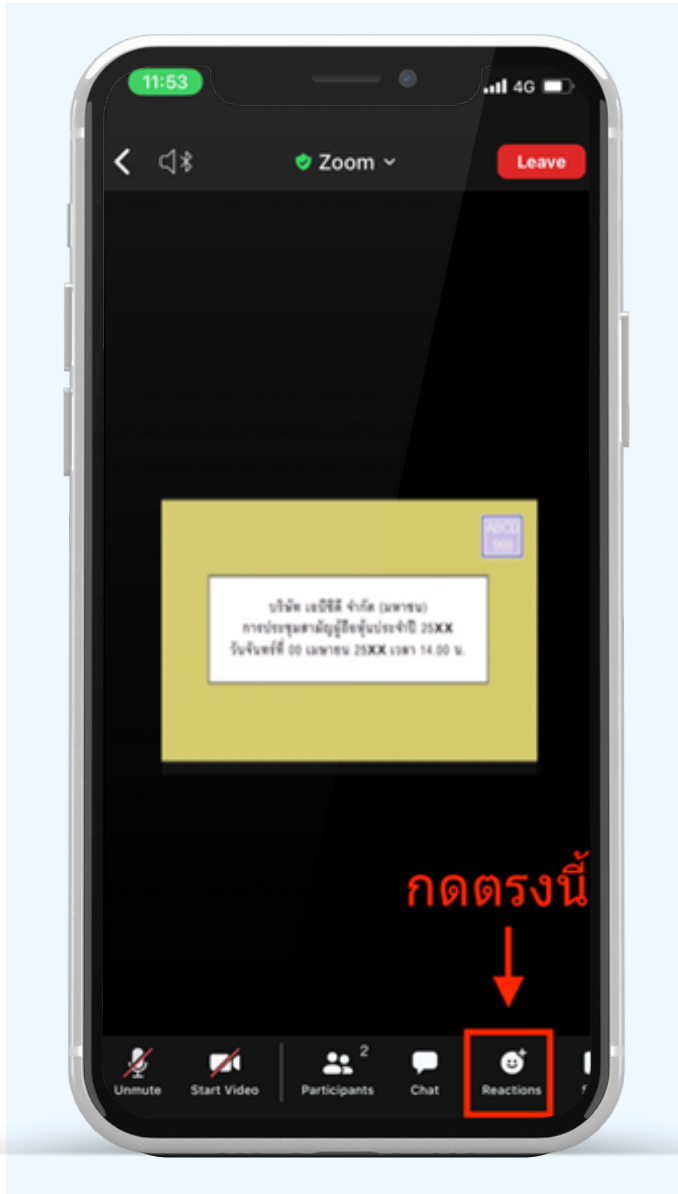 11:53
4G
Zoom
Leave
ABCD
999
บริษัท เอบีซีดี จำกัด (มหาชน)
การประชุมสามัญผู้ถือหุ้นประจำปี 25XX
วันจันทร์ที่ 00 เมษายน 25XX เวลา 14.00 น.
กดตรงนี้
2
Unmute
Start Video
Participants
Chat
Reactions